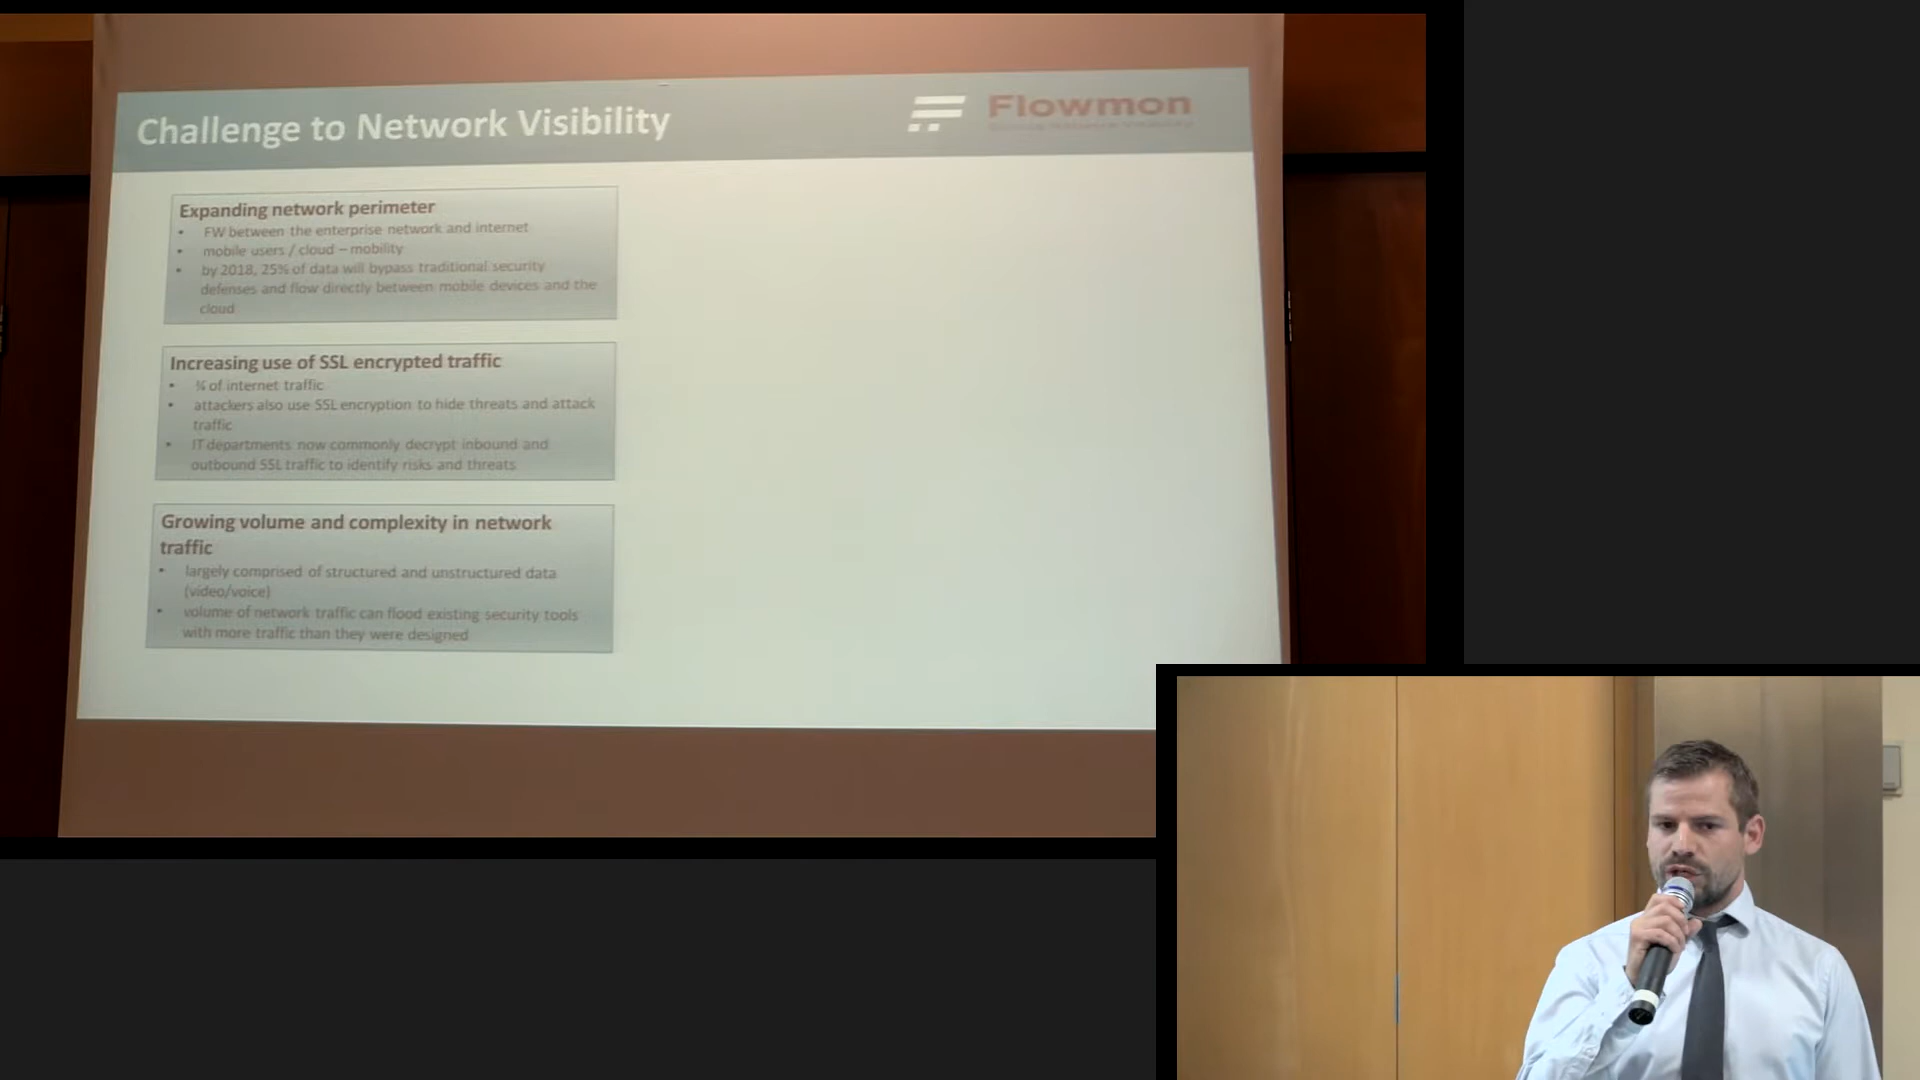 Challenge to Network Visibility
Flowmon
Expanding network perimeter
• FW between the enterprise network and internet
• mobile users / cloud – mobility
• by 2018, 25% of data will bypass traditional security
defenses and flow directly between mobile devices and the
cloud
Increasing use of SSL encrypted traffic
• of internet traffic
• attackers also use SSL encryption to hide threats and attack
traffic
• IT departments now commonly decrypt inbound and
outbound SSL traffic to identify risks and threats
Growing volume and complexity in network
traffic
• largely comprised of structured and unstructured data
(video/voice)
• volume of network traffic can flood existing security tools
with more traffic than they were designed